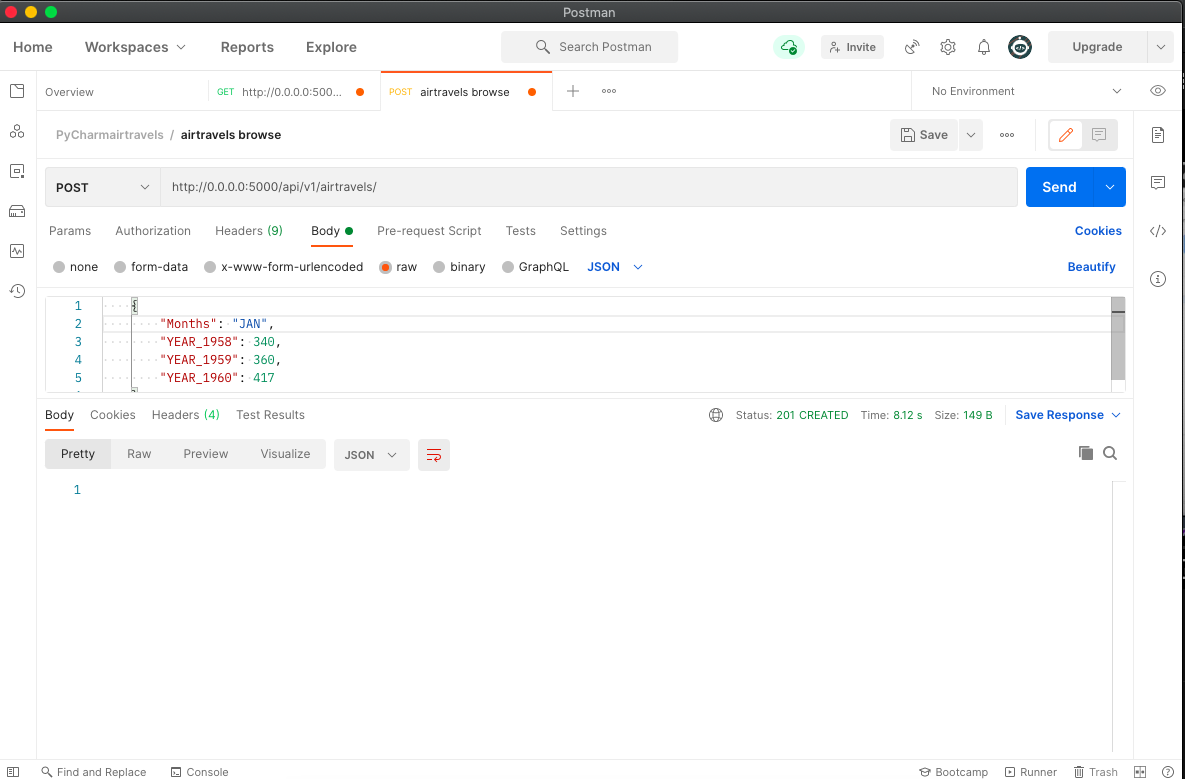 Postman
Home Workspaces Reports Explore Search Postman Invite Upgrade
Overview GET http://0.0.0.0:500... POST airtravels browse No Environment
PyCharmairtravels / airtravels browse Save
POST http://0.0.0.0:5000/api/v1/airtravels/ Send
Params Authorization Headers (9) Body Pre-request Script Tests Settings Cookies
none form-data x-www-form-urlencoded raw binary GraphQL JSON Beautify
1 {
2 "Months": "JAN",
3 "YEAR_1958": 340,
4 "YEAR_1959": 360,
5 "YEAR_1960": 417
Body Cookies Headers (4) Test Results Status: 201 CREATED Time: 8.12 s Size: 149 B Save Response
Pretty Raw Preview Visualize JSON
1
Find and Replace Console Bootcamp Runner Trash